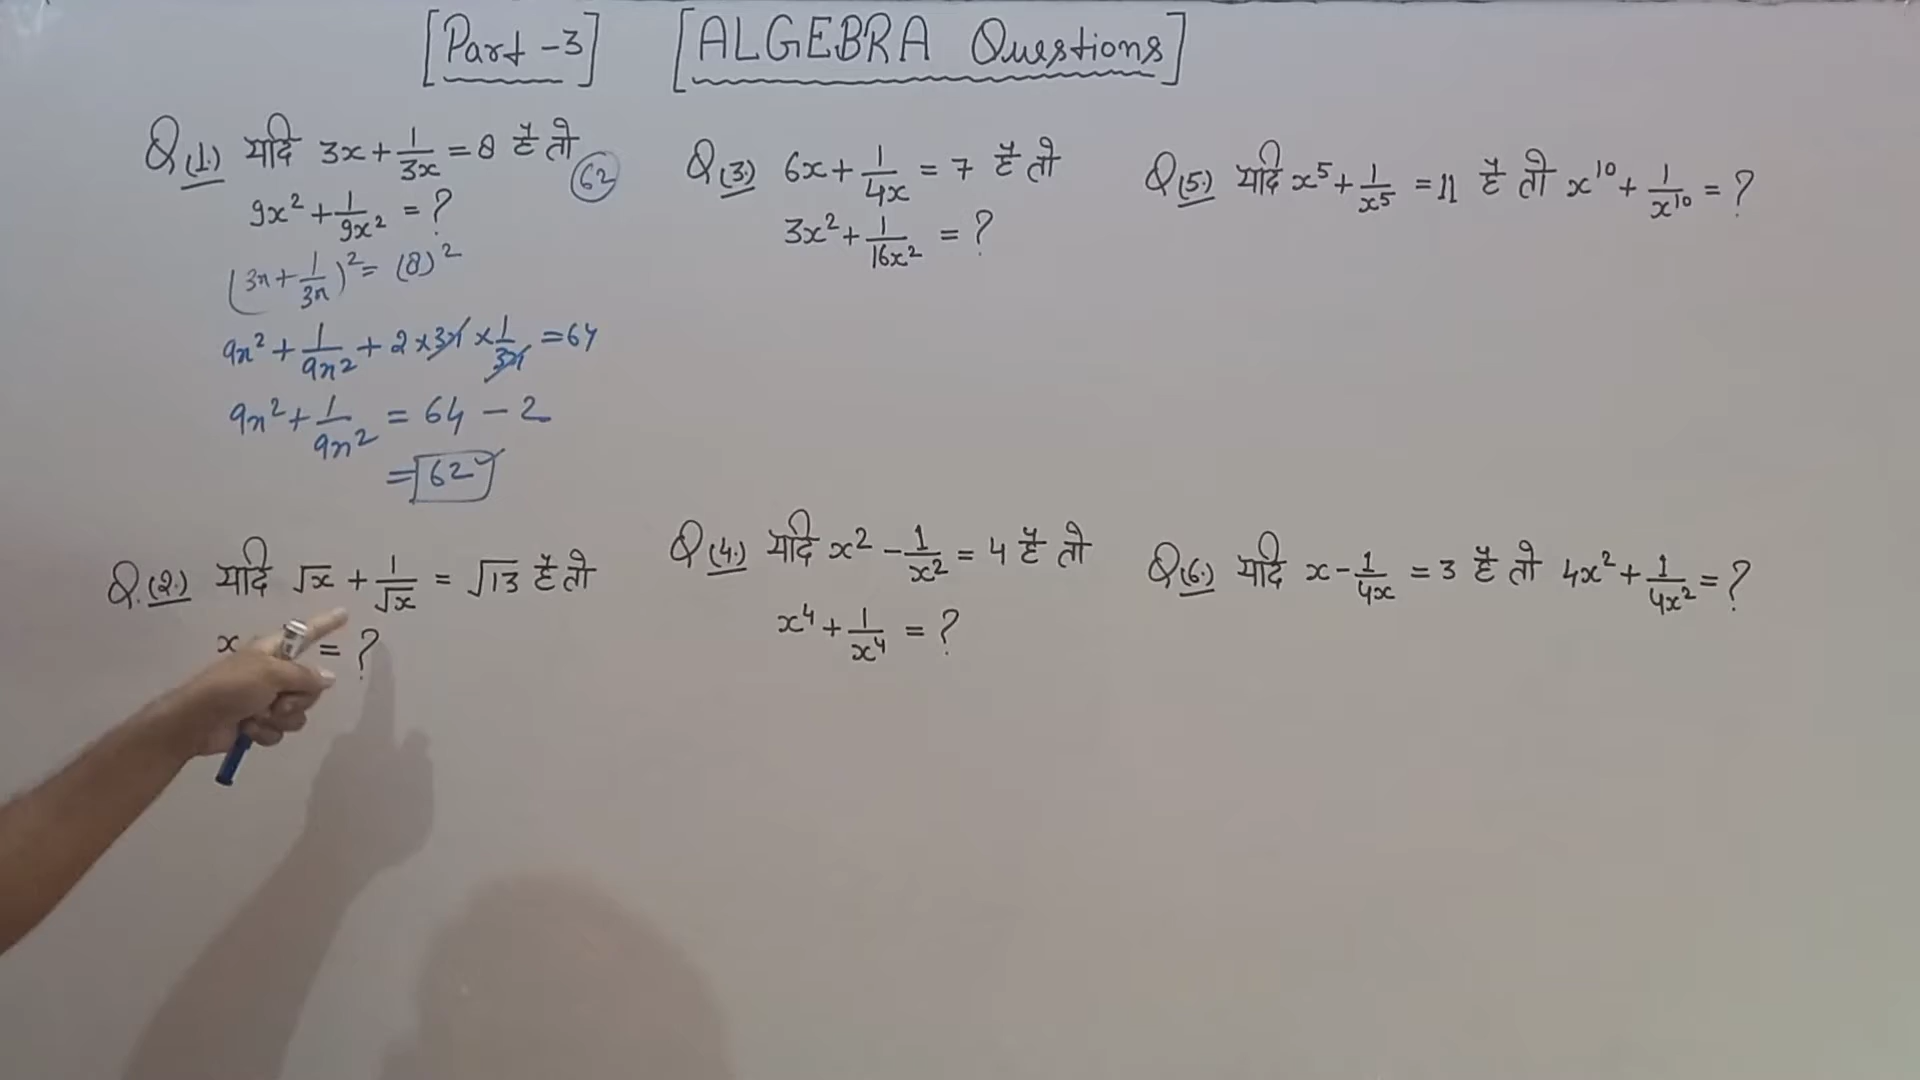 [Part-3] [ALGEBRA Questions]
Q.(1.) यदि 3x + 1/3x = 8 है तो
62
9x² + 1/9x² = ?
(3x + 1/3x)² = (8)²
9x² + 1/9x² + 2 × 3x × 1/3x = 64
9x² + 1/9x² = 64 - 2
= 62
Q.(2.) यदि √x + 1/√x = √13 है तो
x = ?
Q.(3.) 6x + 1/4x = 7 है तो
3x² + 1/16x² = ?
Q.(4.) यदि x² - 1/x² = 4 है तो
x⁴ + 1/x⁴ = ?
Q.(5.) यदि x⁵ + 1/x⁵ = 11 है तो x¹⁰ + 1/x¹⁰ = ?
Q.(6.) यदि x - 1/4x = 3 है तो 4x² + 1/4x² = ?